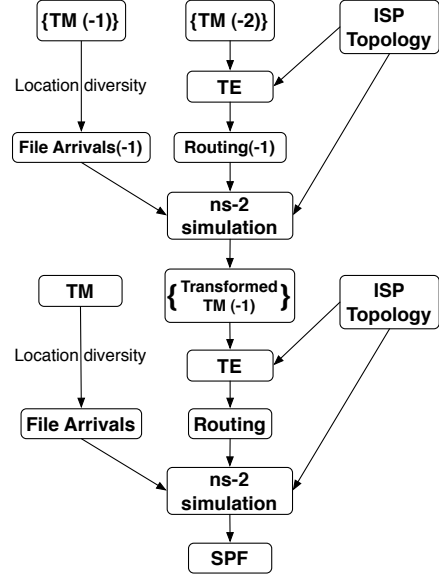 {TM (-1)}
{TM (-2)}
ISP
Topology
TE
Location diversity
File Arrivals(-1)
Routing(-1)
ns-2
simulation
{ Transformed
TM (-1) }
TM
ISP
Topology
Location diversity
TE
File Arrivals
Routing
ns-2
simulation
SPF